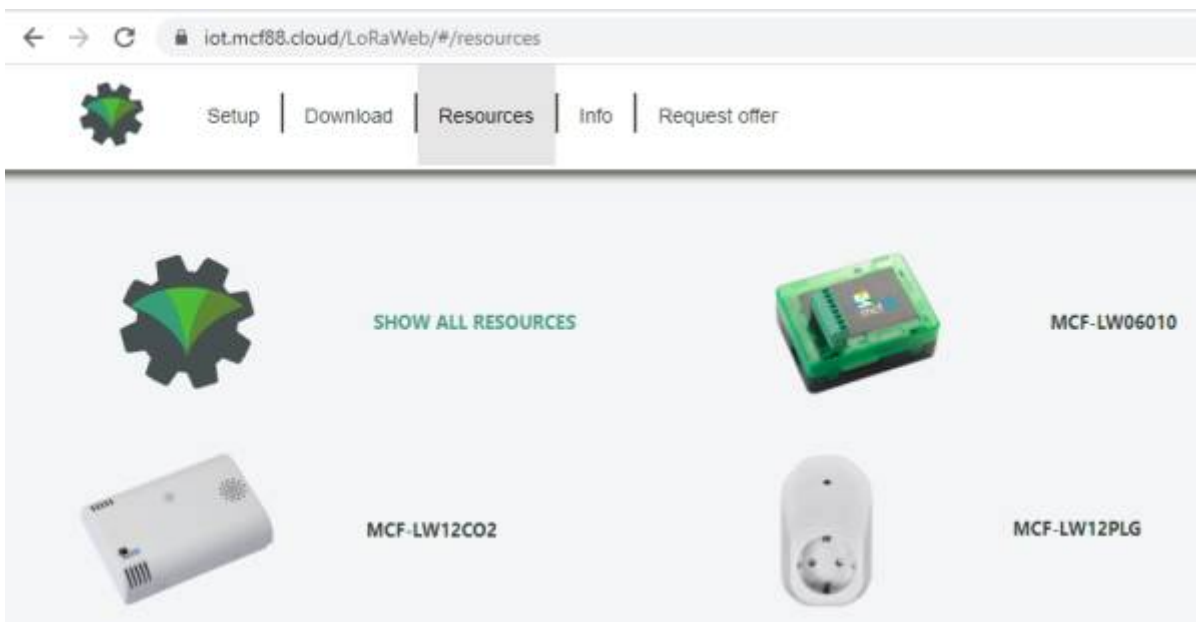 iot.mcf88.cloud/LoRaWeb/#/resources
Setup Download Resources Info Request offer
SHOW ALL RESOURCES
MCF-LW06010
MCF-LW12CO2
MCF-LW12PLG